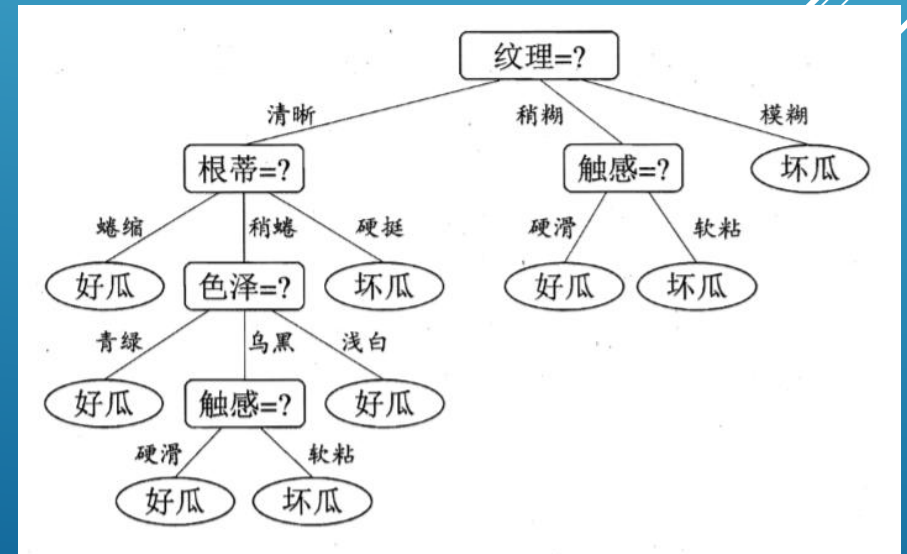 纹理=?
清晰
稍糊
模糊
根蒂=?
触感=?
坏瓜
蜷缩
稍蜷
硬挺
硬滑
软粘
好瓜
色泽=?
坏瓜
好瓜
坏瓜
青绿
乌黑
浅白
好瓜
触感=?
好瓜
硬滑
软粘
好瓜
坏瓜